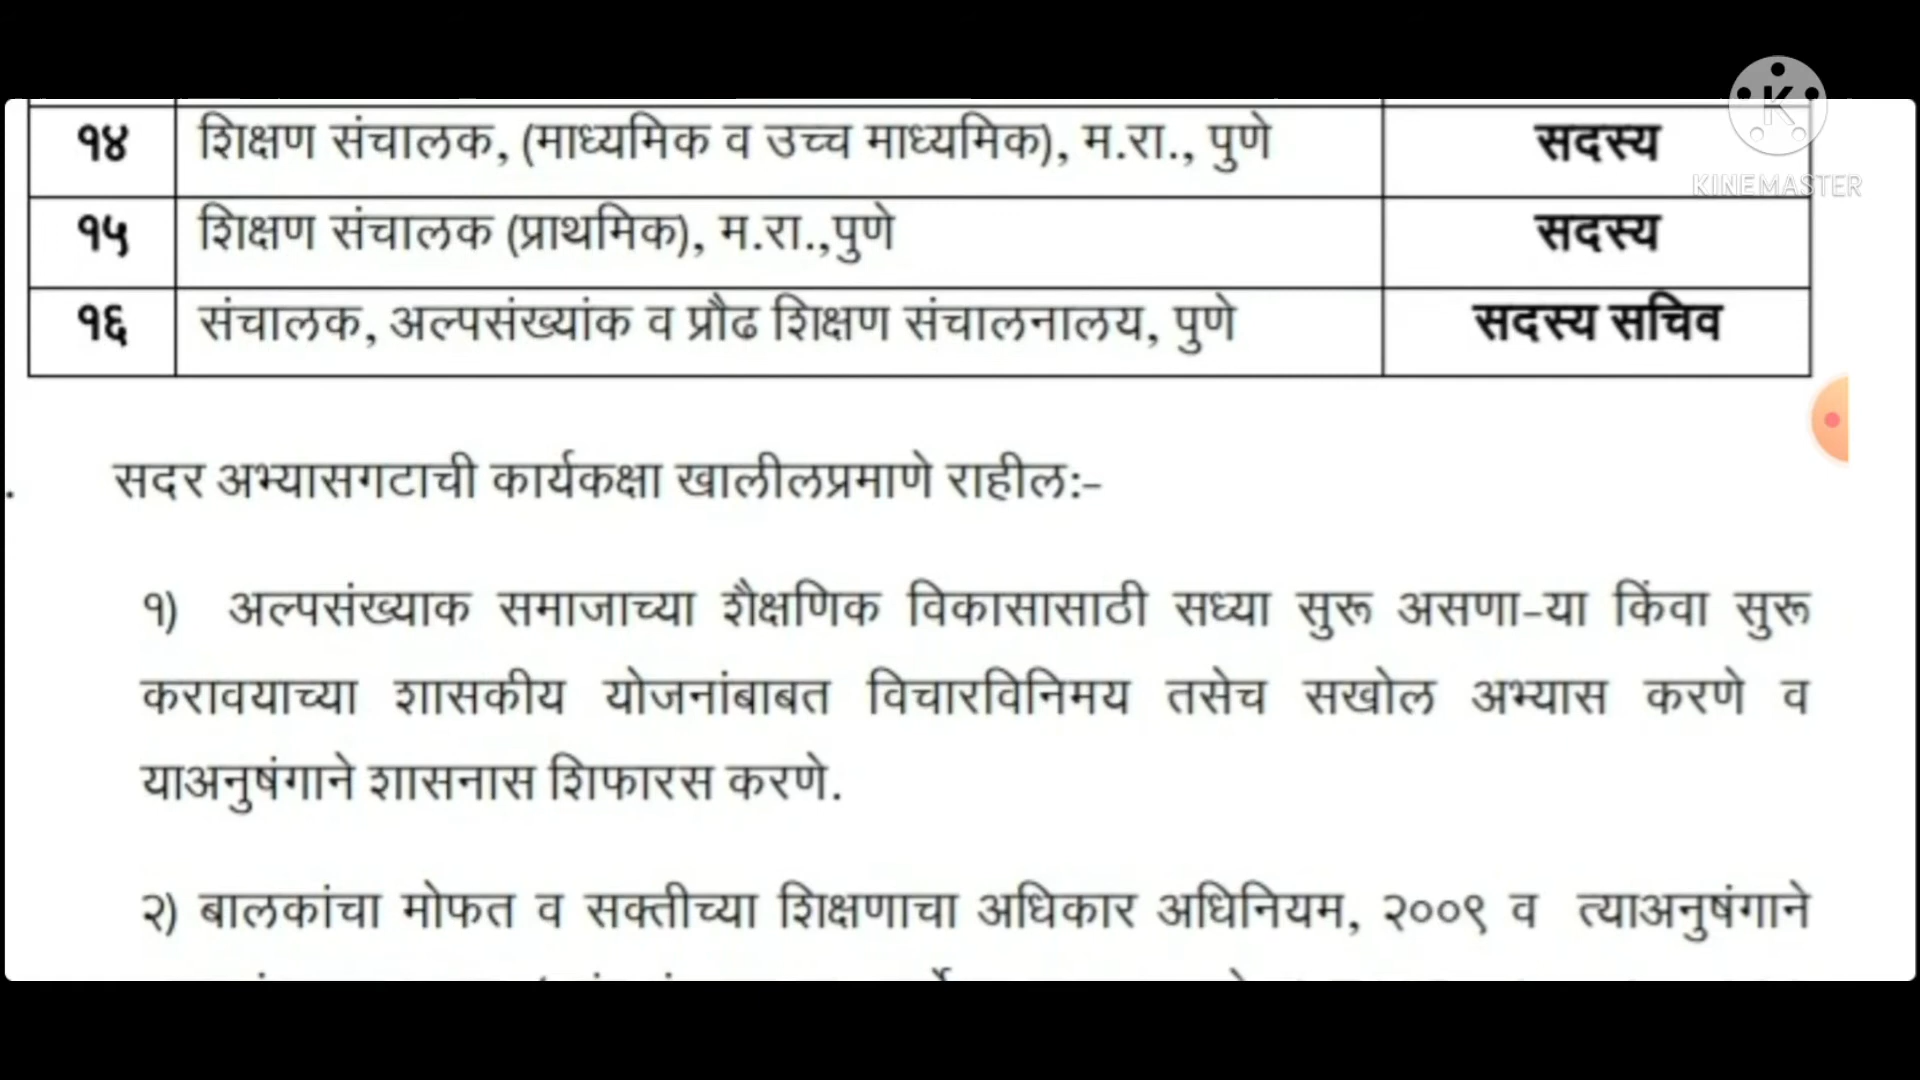 १४ शिक्षण संचालक, (माध्यमिक व उच्च माध्यमिक), म.रा., पुणे सदस्य
KINEMASTER
१५ शिक्षण संचालक (प्राथमिक), म.रा.,पुणे सदस्य
१६ संचालक, अल्पसंख्यांक व प्रौढ शिक्षण संचालनालय, पुणे सदस्य सचिव
. सदर अभ्यासगटाची कार्यकक्षा खालीलप्रमाणे राहील:-
१) अल्पसंख्याक समाजाच्या शैक्षणिक विकासासाठी सध्या सुरू असणा-या किंवा सुरू
करावयाच्या शासकीय योजनांबाबत विचारविनिमय तसेच सखोल अभ्यास करणे व
याअनुषंगाने शासनास शिफारस करणे.
२) बालकांचा मोफत व सक्तीच्या शिक्षणाचा अधिकार अधिनियम, २००९ व त्याअनुषंगाने